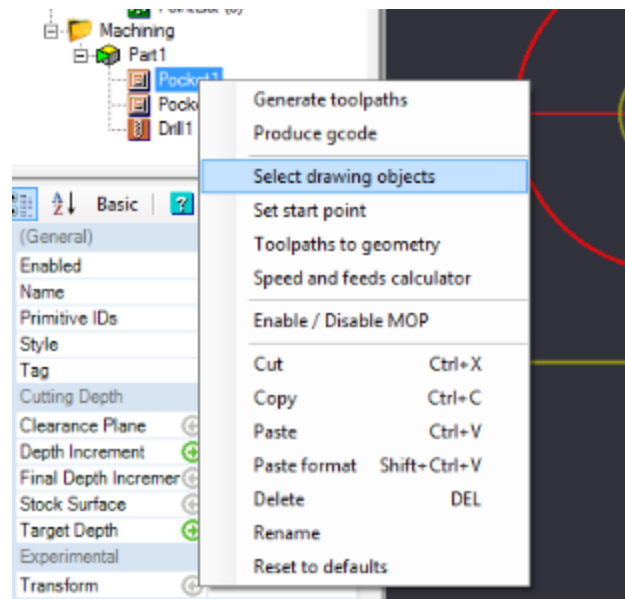 Machining
Part1
Pocket1
Drill1
Generate toolpaths
Produce gcode
Select drawing objects
Set start point
Toolpaths to geometry
Speed and feeds calculator
Enable / Disable MOP
Cut Ctrl+X
Copy Ctrl+C
Paste Ctrl+V
Paste format Shift+Ctrl+V
Delete DEL
Rename
Reset to defaults
Basic
(General)
Enabled
Name
Primitive IDs
Style
Tag
Cutting Depth
Clearance Plane
Depth Increment
Final Depth Incremer
Stock Surface
Target Depth
Experimental
Transform